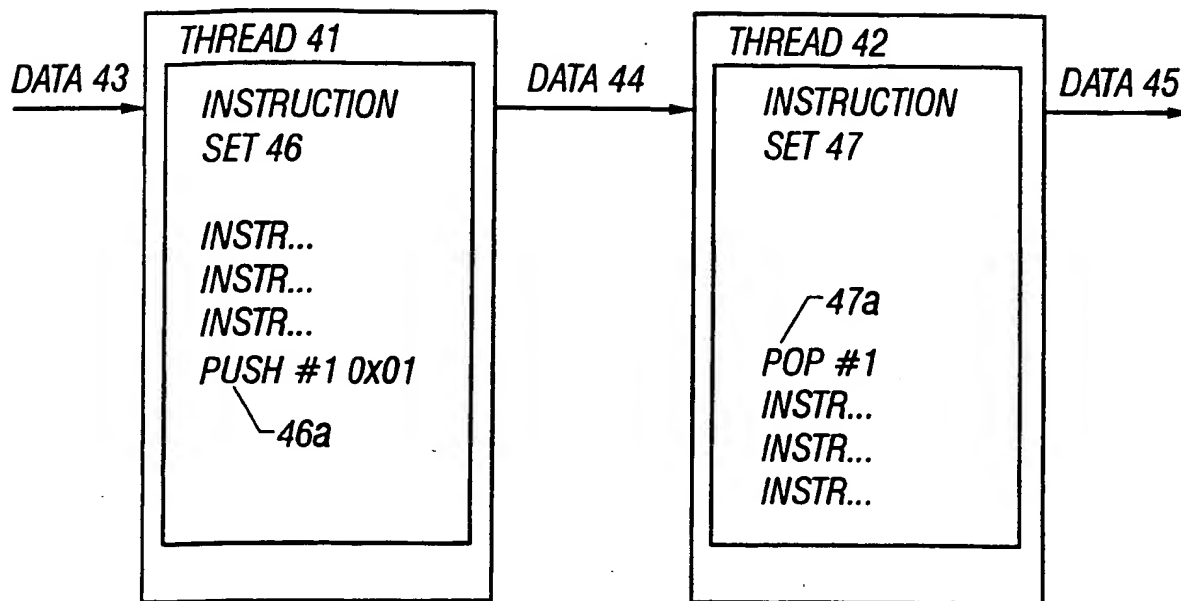 DATA 43
THREAD 41
INSTRUCTION
SET 46
INSTR...
INSTR...
INSTR...
PUSH #1 0X01
46a
DATA 44
THREAD 42
INSTRUCTION
SET 47
47a
POP #1
INSTR...
INSTR...
INSTR...
DATA 45